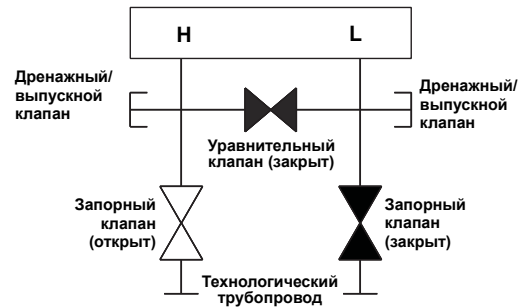 H
L
Дренажный/
выпускной
клапан
Дренажный/
выпускной
клапан
Уравнительный
клапан (закрыт)
Запорный
клапан
(открыт)
Запорный
клапан
(закрыт)
Технологический
трубопровод